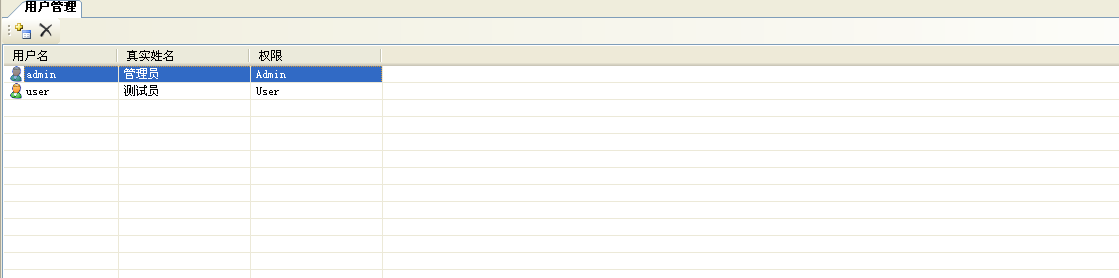 用户管理
用户名 真实姓名 权限
admin 管理员 Admin
user 测试员 User